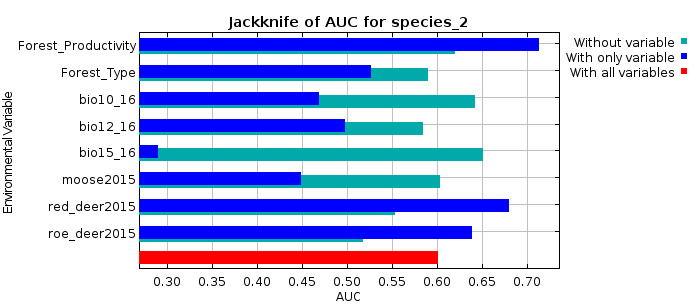 Jackknife of AUC for species_2
Environmental Variable
Forest_Productivity
Forest_Type
bio10_16
bio12_16
bio15_16
moose2015
red_deer2015
roe_deer2015
Without variable
With only variable
With all variables
0.30 0.35 0.40 0.45 0.50 0.55 0.60 0.65 0.70
AUC